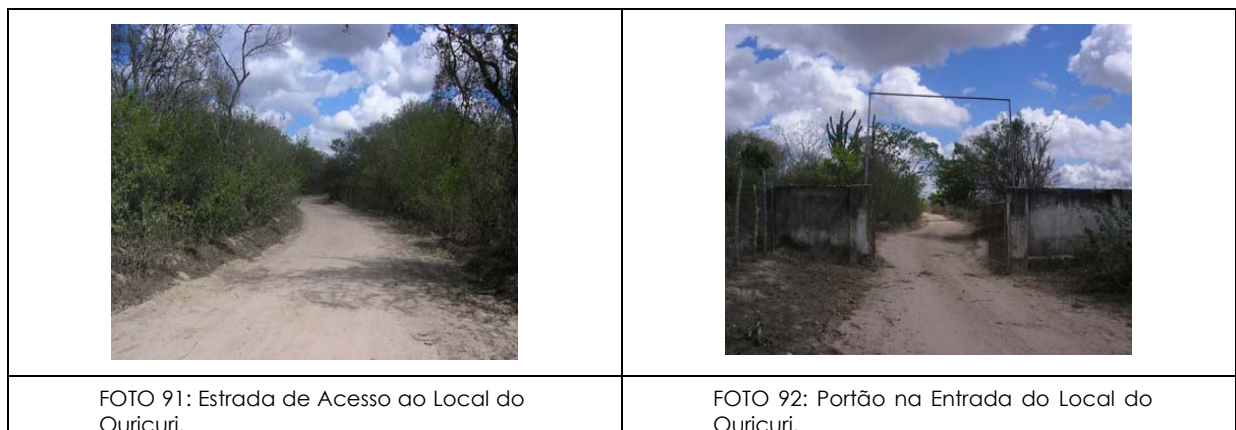 FOTO 91: Estrada de Acesso ao Local do
Ouricuri.
FOTO 92: Portão na Entrada do Local do
Ouricuri.